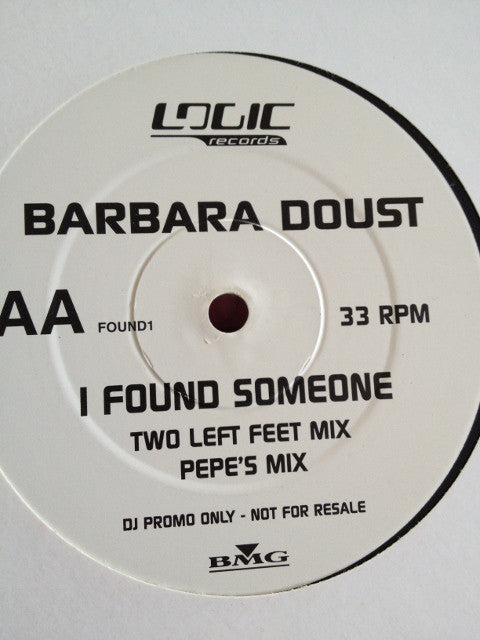 LOGIC
records
BARBARA DOUST
AA FOUND1 33 RPM
I FOUND SOMEONE
TWO LEFT FEET MIX
PEPE'S MIX
DJ PROMO ONLY - NOT FOR RESALE
BMG